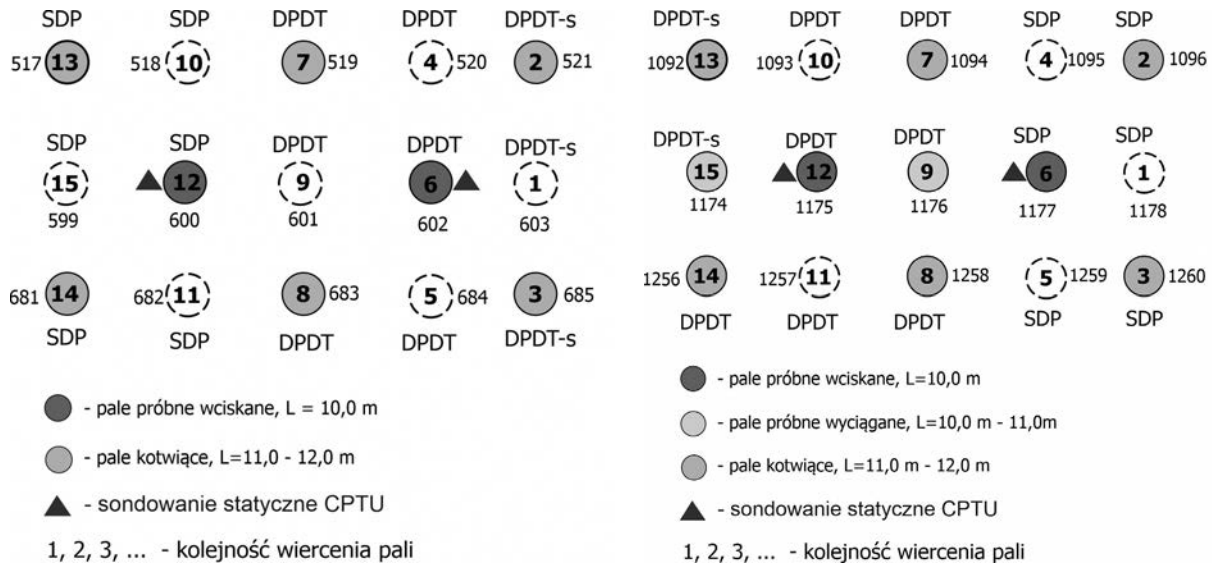 SDP SDP DPDT DPDT DPDT-s
517 13 518 10 7 519 4 520 2 521
SDP SDP DPDT DPDT DPDT-s
15 12 9 6 1
599 600 601 602 603
681 14 682 11 8 683 5 684 3 685
SDP SDP DPDT DPDT DPDT-s
- pale próbne wciskane, L = 10,0 m
- pale kotwiące, L=11,0 - 12,0 m
- sondowanie statyczne CPTU
1, 2, 3, ... - kolejność wiercenia pali
DPDT-s DPDT DPDT SDP SDP
1092 13 1093 10 7 1094 4 1095 2 1096
DPDT-s DPDT DPDT SDP SDP
15 12 9 6 1
1174 1175 1176 1177 1178
1256 14 1257 11 8 1258 5 1259 3 1260
DPDT DPDT DPDT SDP SDP
- pale próbne wciskane, L=10,0 m
- pale próbne wyciągane, L=10,0 m - 11,0m
- pale kotwiące, L=11,0 m - 12,0 m
- sondowanie statyczne CPTU
1, 2, 3, ... - kolejność wiercenia pali